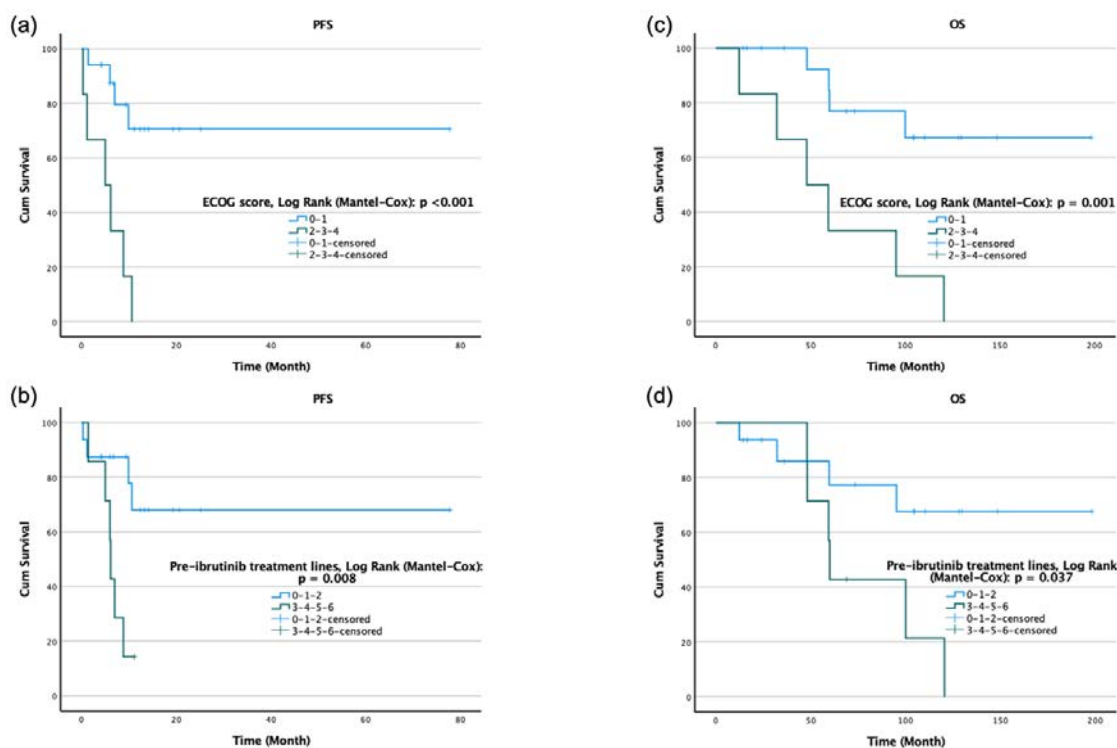 (a)
PFS
100
80
60
40
20
0
Cum Survival
ECOG score, Log Rank (Mantel-Cox): p <0.001
0-1
2-3-4
0-1-censored
2-3-4-censored
0
20
40
60
80
Time (Month)
(c)
OS
100
80
60
40
20
0
Cum Survival
ECOG score, Log Rank (Mantel-Cox): p = 0.001
0-1
2-3-4
0-1-censored
2-3-4-censored
0
50
100
150
200
Time (Month)
(b)
PFS
100
80
60
40
20
0
Cum Survival
Pre-ibrutinib treatment lines, Log Rank (Mantel-Cox):
p = 0.008
0-1-2
3-4-5-6
0-1-2-censored
3-4-5-6-censored
0
20
40
60
80
Time (Month)
(d)
OS
100
80
60
40
20
0
Cum Survival
Pre-ibrutinib treatment lines, Log Rank
(Mantel-Cox): p = 0.037
0-1-2
3-4-5-6
0-1-2-censored
3-4-5-6-censored
0
50
100
150
200
Time (Month)